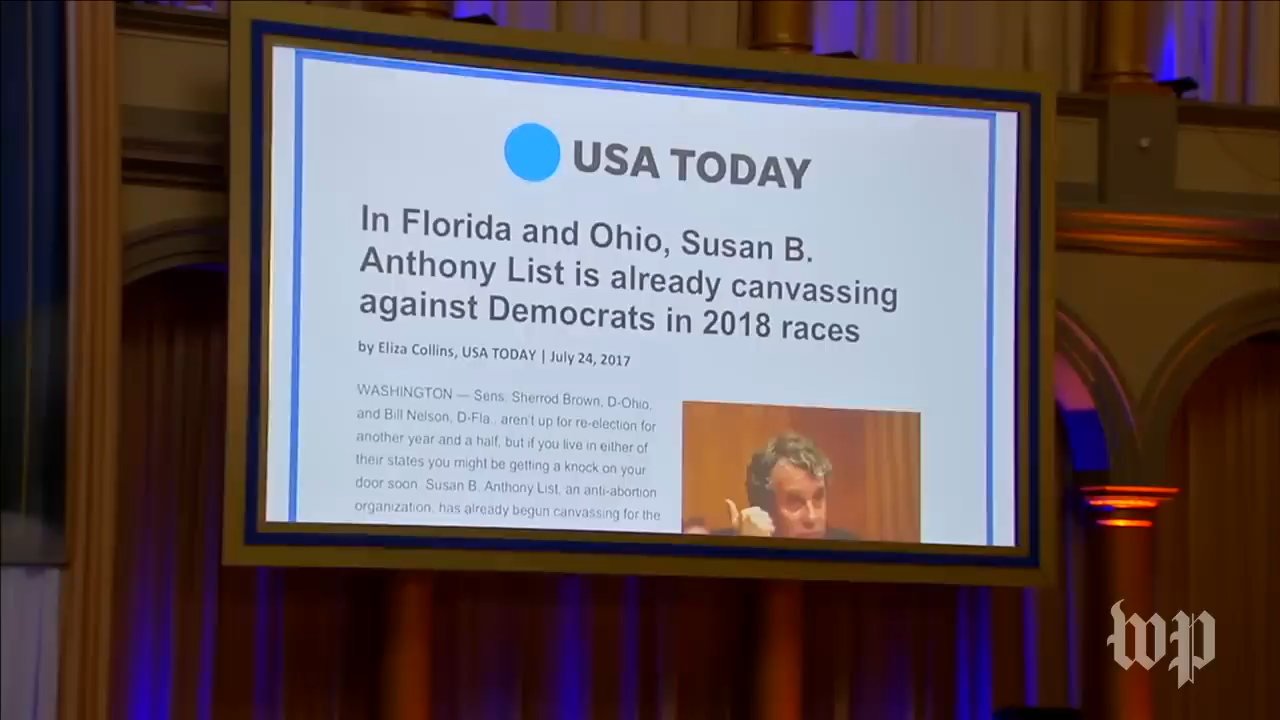 USA TODAY
In Florida and Ohio, Susan B.
Anthony List is already canvassing
against Democrats in 2018 races
by Eliza Collins, USA TODAY | July 24, 2017
WASHINGTON — Sens. Sherrod Brown, D-Ohio,
and Bill Nelson, D-Fla., aren't up for re-election for
another year and a half, but if you live in either of
their states you might be getting a knock on your
door soon. Susan B. Anthony List, an anti-abortion
organization, has already begun canvassing for the
wp